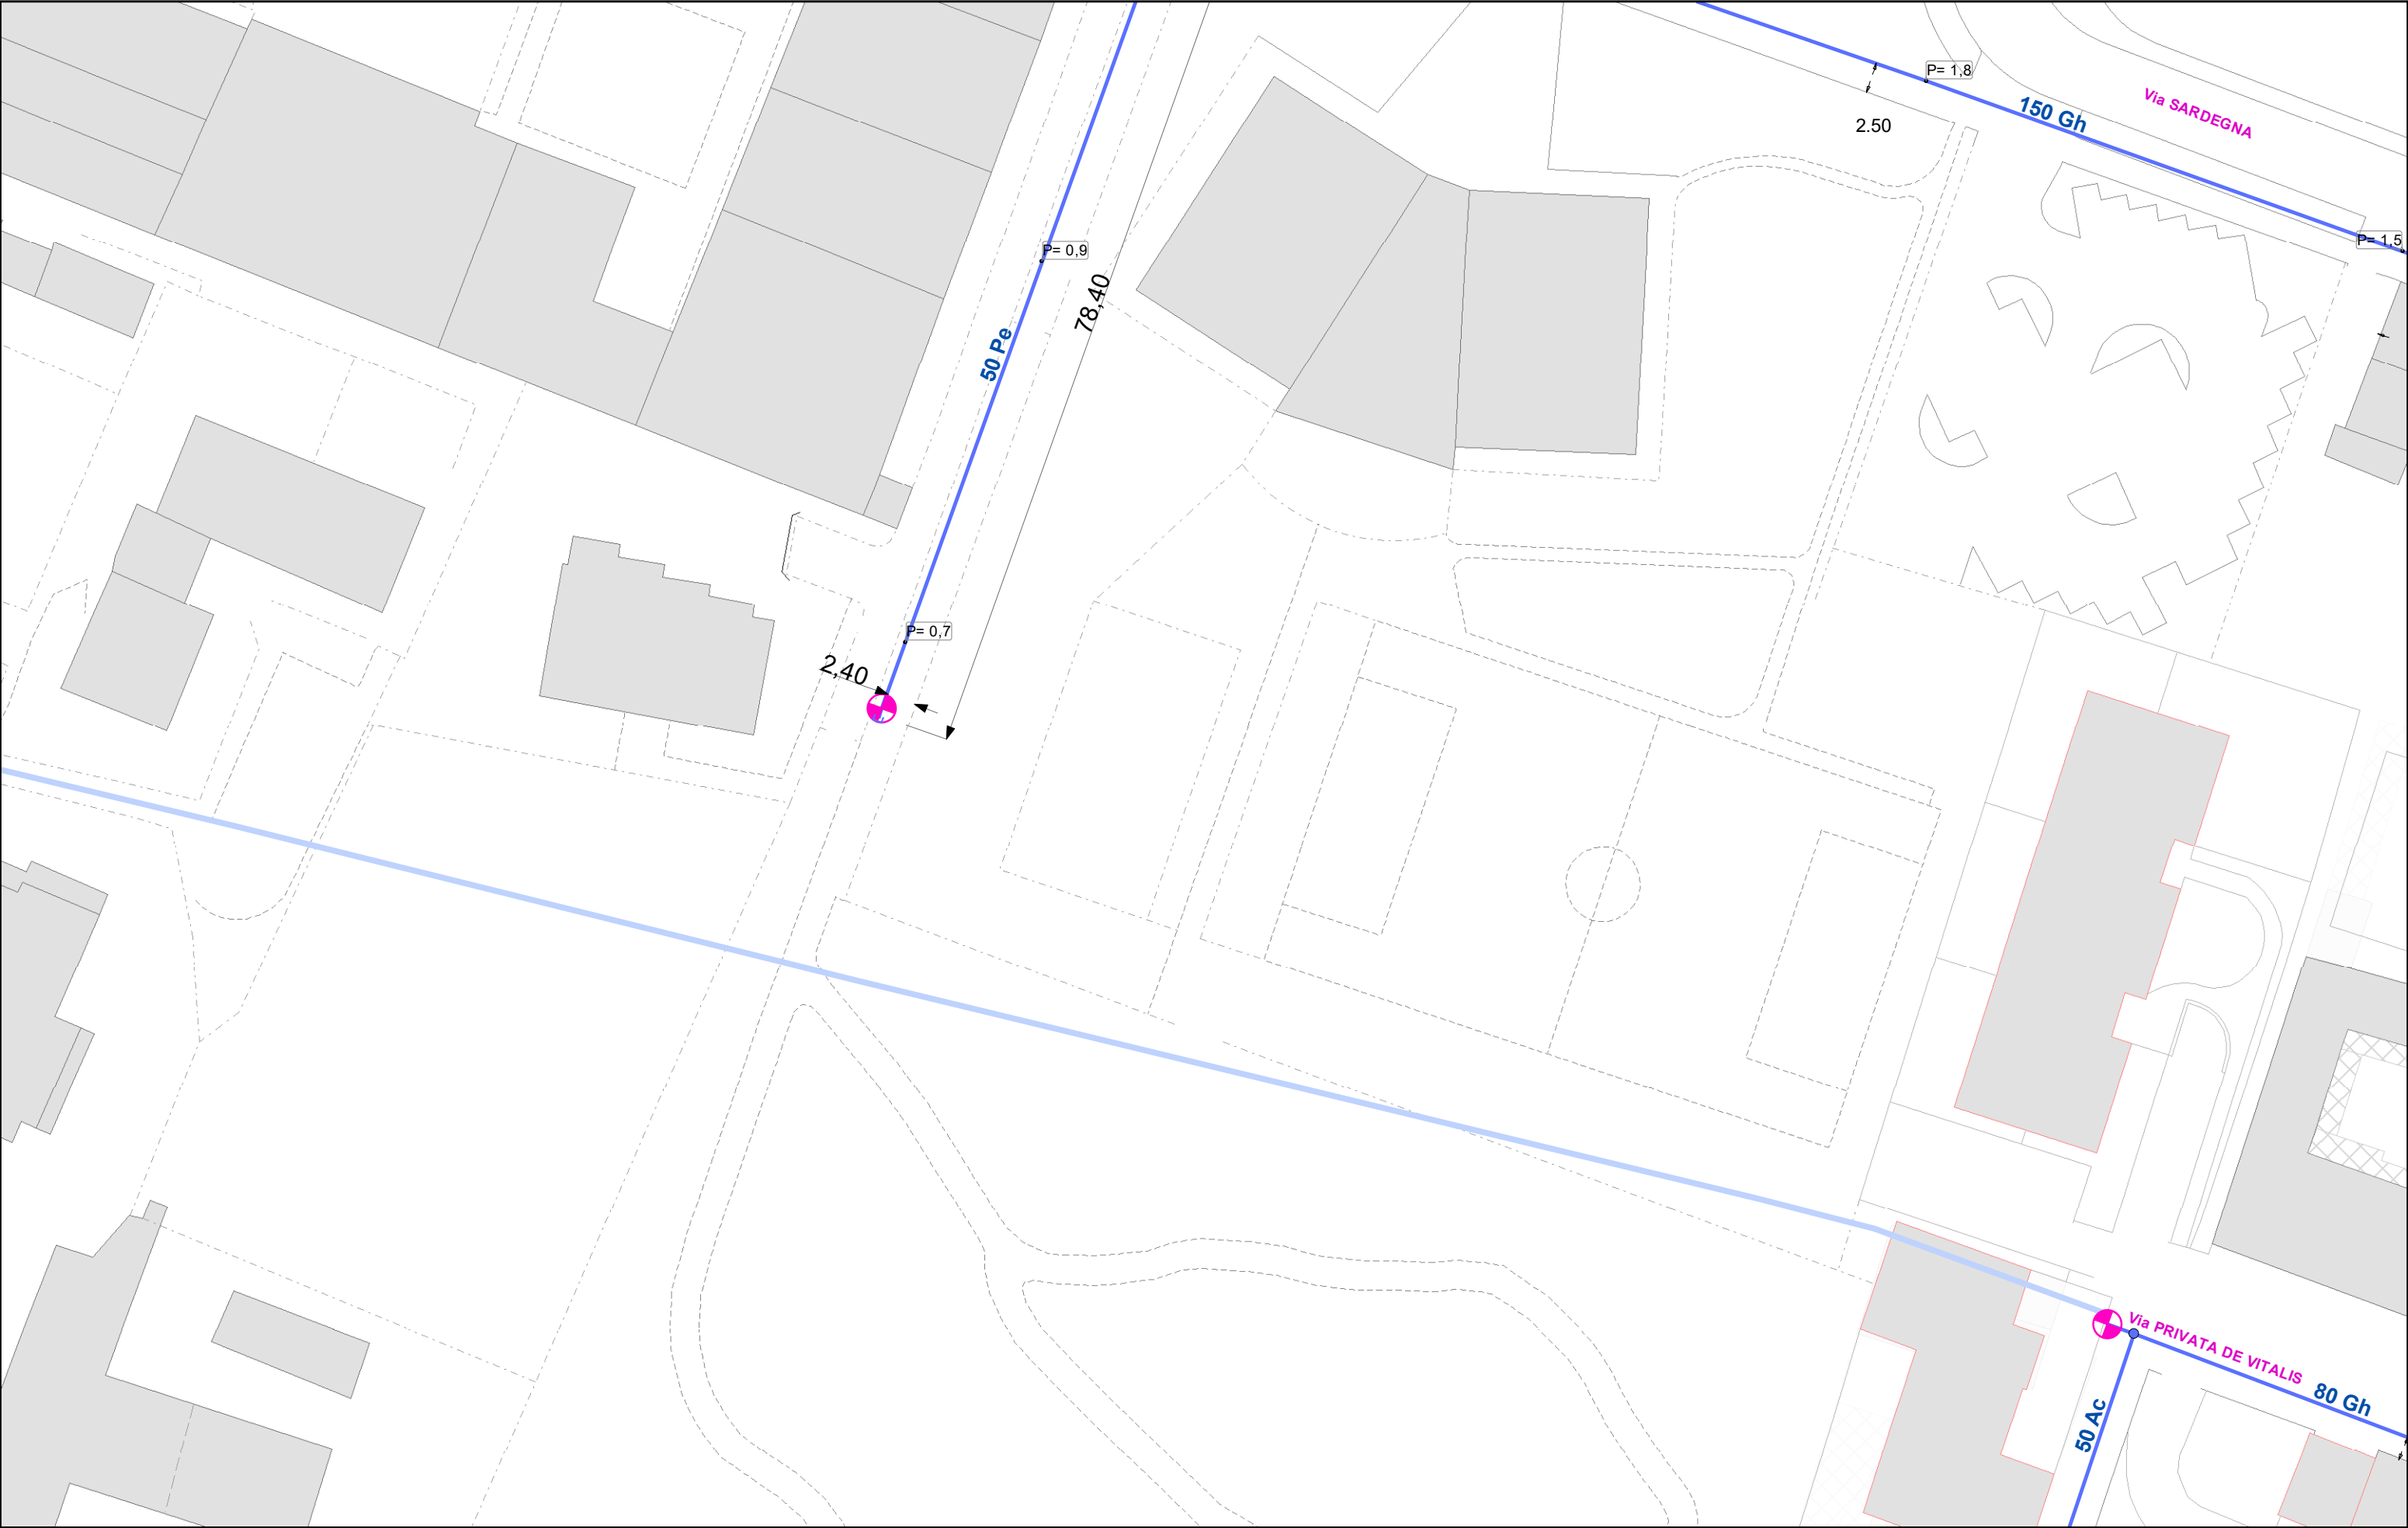 P= 1,8
150 Gh
Via SARDEGNA
2.50
P= 1,5
P= 0,9
78,40
50 Pe
P= 0,7
2,40
Via PRIVATA DE VITALIS
80 Gh
50 Ac